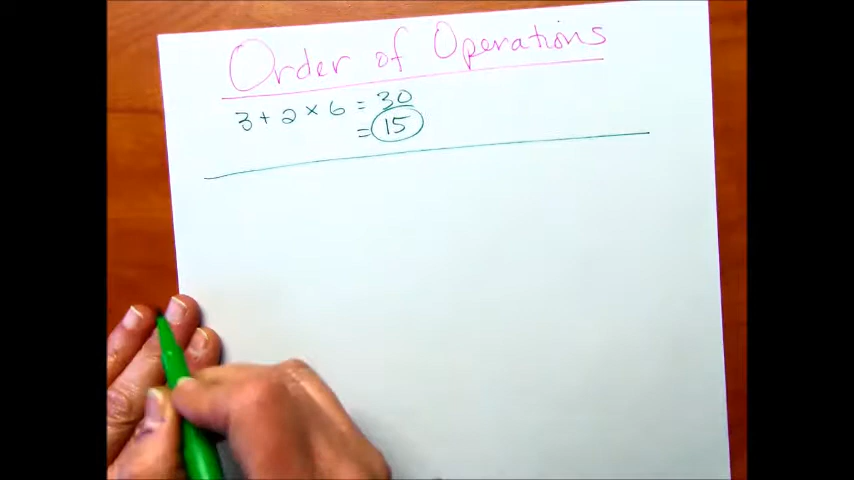 Order of Operations
3 + 2 × 6 = 30
= 15